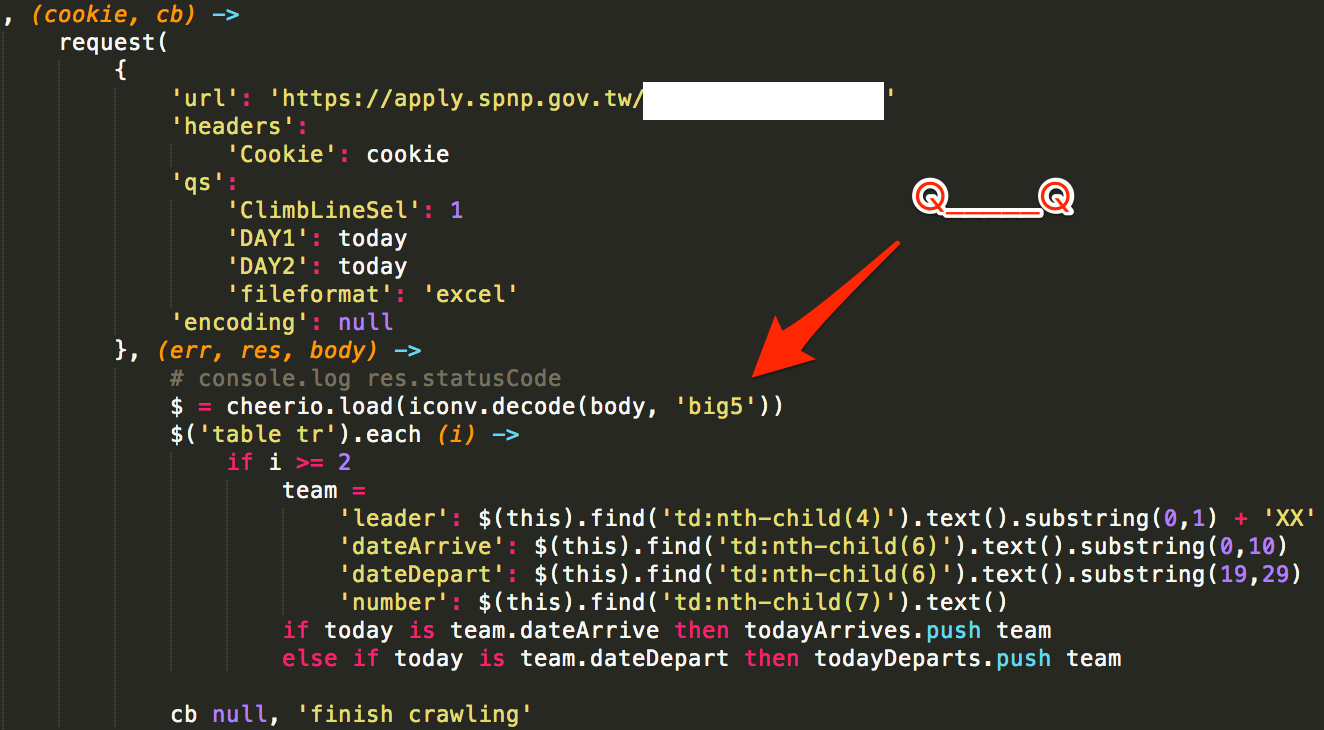 , (cookie, cb) ->
request(
{
'url': 'https://apply.spnp.gov.tw/ '
'headers':
'Cookie': cookie
'qs':
'ClimbLineSel': 1
'DAY1': today
'DAY2': today
'fileformat': 'excel'
'encoding': null
}, (err, res, body) ->
# console.log res.statusCode
$ = cheerio.load(iconv.decode(body, 'big5'))
$('table tr').each (i) ->
if i >= 2
team =
'leader': $(this).find('td:nth-child(4)').text().substring(0,1) + 'XX'
'dateArrive': $(this).find('td:nth-child(6)').text().substring(0,10)
'dateDepart': $(this).find('td:nth-child(6)').text().substring(19,29)
'number': $(this).find('td:nth-child(7)').text()
if today is team.dateArrive then todayArrives.push team
else if today is team.dateDepart then todayDeparts.push team
cb null, 'finish crawling'
Q_____Q